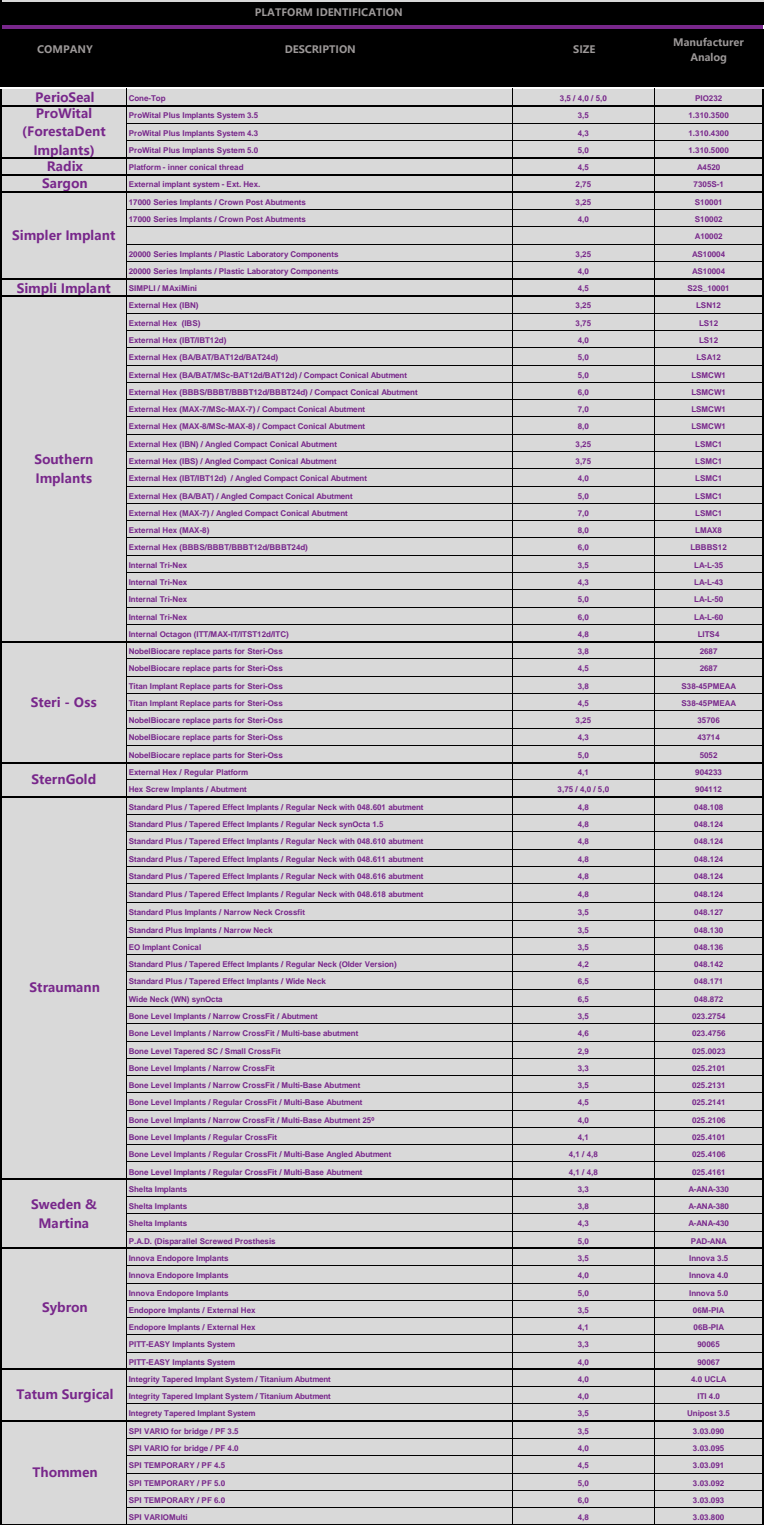 PLATFORM IDENTIFICATION
COMPANY DESCRIPTION SIZE Manufacturer Analog
PerioSeal Cone-Top 3,5 / 4,0 / 5,0 PIO232
ProWital (ForestaDent Implants) ProWital Plus Implants System 3.5 3,5 1.310.3500
ProWital Plus Implants System 4.3 4,3 1.310.4300
ProWital Plus Implants System 5.0 5,0 1.310.5000
Radix Platform - inner conical thread 4,5 A4520
Sargon External implant system - Ext. Hex. 2,75 7305S-1
Simpler Implant 17000 Series Implants / Crown Post Abutments 3,25 S10001
17000 Series Implants / Crown Post Abutments 4,0 S10002
A10002
20000 Series Implants / Plastic Laboratory Components 3,25 AS10004
20000 Series Implants / Plastic Laboratory Components 4,0 AS10004
Simpli Implant SIMPLI / MAxiMini 4,5 S2S_10001
Southern Implants External Hex (IBN) 3,25 LSN12
External Hex (IBS) 3,75 LS12
External Hex (IBT/IBT12d) 4,0 LS12
External Hex (BA/BAT/BAT12d/BAT24d) 5,0 LSA12
External Hex (BA/BAT/MSc-BAT12d/BAT12d) / Compact Conical Abutment 5,0 LSMCW1
External Hex (BBBS/BBBT/BBBT12d/BBBT24d) / Compact Conical Abutment 6,0 LSMCW1
External Hex (MAX-7/MSc-MAX-7) / Compact Conical Abutment 7,0 LSMCW1
External Hex (MAX-8/MSc-MAX-8) / Compact Conical Abutment 8,0 LSMCW1
External Hex (IBN) / Angled Compact Conical Abutment 3,25 LSMC1
External Hex (IBS) / Angled Compact Conical Abutment 3,75 LSMC1
External Hex (IBT/IBT12d) / Angled Compact Conical Abutment 4,0 LSMC1
External Hex (BA/BAT) / Angled Compact Conical Abutment 5,0 LSMC1
External Hex (MAX-7) / Angled Compact Conical Abutment 7,0 LSMC1
External Hex (MAX-8) 8,0 LMAX8
External Hex (BBBS/BBBT/BBBT12d/BBBT24d) 6,0 LBBBS12
Internal Tri-Nex 3,5 LA-L-35
Internal Tri-Nex 4,3 LA-L-43
Internal Tri-Nex 5,0 LA-L-50
Internal Tri-Nex 6,0 LA-L-60
Internal Octagon (ITT/MAX-IT/ITST12d/ITC) 4,8 LITS4
Steri - Oss NobelBiocare replace parts for Steri-Oss 3,8 2687
NobelBiocare replace parts for Steri-Oss 4,5 2687
Titan Implant Replace parts for Steri-Oss 3,8 S38-45PMEAA
Titan Implant Replace parts for Steri-Oss 4,5 S38-45PMEAA
NobelBiocare replace parts for Steri-Oss 3,25 35706
NobelBiocare replace parts for Steri-Oss 4,3 43714
NobelBiocare replace parts for Steri-Oss 5,0 5052
SternGold External Hex / Regular Platform 4,1 904233
Hex Screw Implants / Abutment 3,75 / 4,0 / 5,0 904112
Straumann Standard Plus / Tapered Effect Implants / Regular Neck with 048.601 abutment 4,8 048.108
Standard Plus / Tapered Effect Implants / Regular Neck synOcta 1.5 4,8 048.124
Standard Plus / Tapered Effect Implants / Regular Neck with 048.610 abutment 4,8 048.124
Standard Plus / Tapered Effect Implants / Regular Neck with 048.611 abutment 4,8 048.124
Standard Plus / Tapered Effect Implants / Regular Neck with 048.616 abutment 4,8 048.124
Standard Plus / Tapered Effect Implants / Regular Neck with 048.618 abutment 4,8 048.124
Standard Plus Implants / Narrow Neck Crossfit 3,5 048.127
Standard Plus Implants / Narrow Neck 3,5 048.130
EO Implant Conical 3,5 048.136
Standard Plus / Tapered Effect Implants / Regular Neck (Older Version) 4,2 048.142
Standard Plus / Tapered Effect Implants / Wide Neck 6,5 048.171
Wide Neck (WN) synOcta 6,5 048.872
Bone Level Implants / Narrow CrossFit / Abutment 3,5 023.2754
Bone Level Implants / Narrow CrossFit / Multi-base abutment 4,6 023.4756
Bone Level Tapered SC / Small CrossFit 2,9 025.0023
Bone Level Implants / Narrow CrossFit 3,3 025.2101
Bone Level Implants / Narrow CrossFit / Multi-Base Abutment 3,5 025.2131
Bone Level Implants / Regular CrossFit / Multi-Base Abutment 4,5 025.2141
Bone Level Implants / Narrow CrossFit / Multi-Base Abutment 25º 4,0 025.2106
Bone Level Implants / Regular CrossFit 4,1 025.4101
Bone Level Implants / Regular CrossFit / Multi-Base Angled Abutment 4,1 / 4,8 025.4106
Bone Level Implants / Regular CrossFit / Multi-Base Abutment 4,1 / 4,8 025.4161
Sweden & Martina Shelta Implants 3,3 A-ANA-330
Shelta Implants 3,8 A-ANA-380
Shelta Implants 4,3 A-ANA-430
P.A.D. (Disparallel Screwed Prosthesis 5,0 PAD-ANA
Sybron Innova Endopore Implants 3,5 Innova 3.5
Innova Endopore Implants 4,0 Innova 4.0
Innova Endopore Implants 5,0 Innova 5.0
Endopore Implants / External Hex 3,5 06M-PIA
Endopore Implants / External Hex 4,1 06B-PIA
PITT-EASY Implants System 3,3 90065
PITT-EASY Implants System 4,0 90067
Tatum Surgical Integrity Tapered Implant System / Titanium Abutment 4,0 4.0 UCLA
Integrity Tapered Implant System / Titanium Abutment 4,0 ITI 4.0
Integrety Tapered Implant System 3,5 Unipost 3.5
Thommen SPI VARIO for bridge / PF 3.5 3,5 3.03.090
SPI VARIO for bridge / PF 4.0 4,0 3.03.095
SPI TEMPORARY / PF 4.5 4,5 3.03.091
SPI TEMPORARY / PF 5.0 5,0 3.03.092
SPI TEMPORARY / PF 6.0 6,0 3.03.093
SPI VARIOMulti 4,8 3.03.800